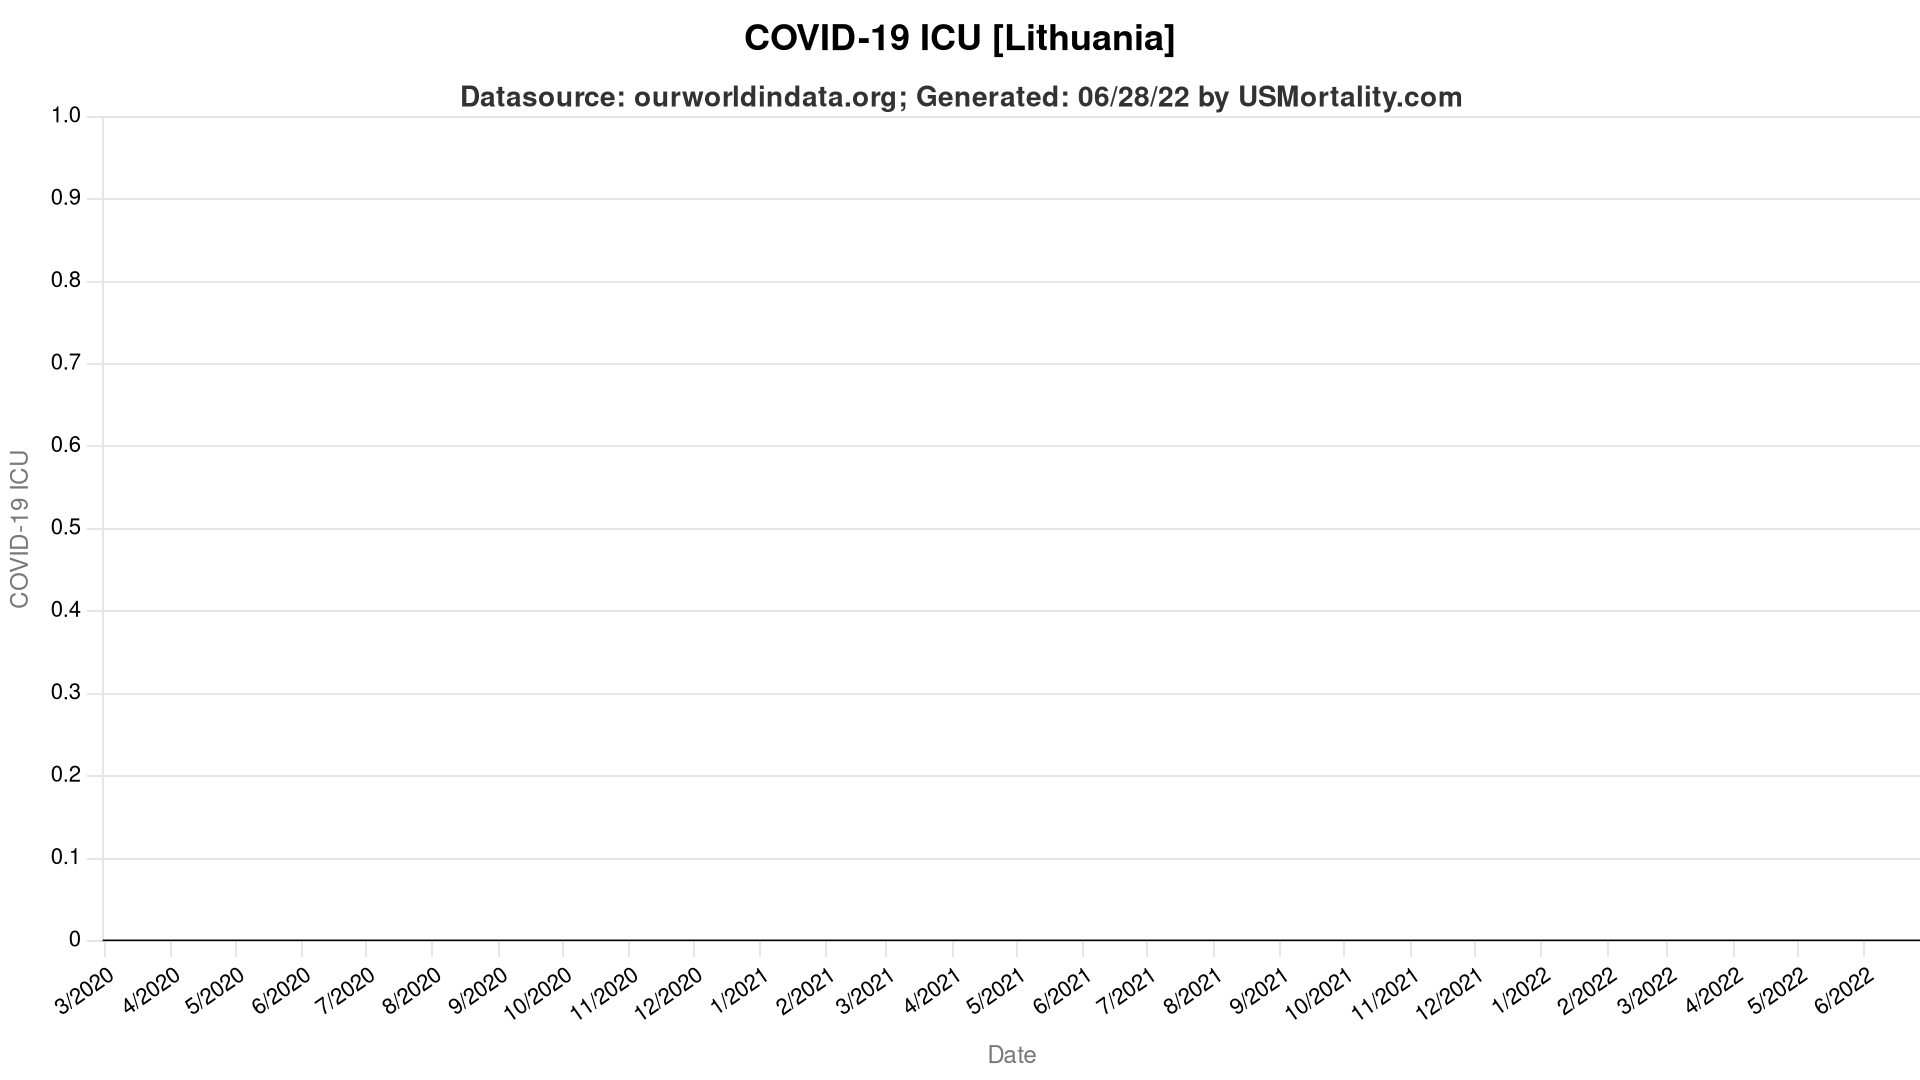 COVID-19 ICU [Lithuania]
Datasource: ourworldindata.org; Generated: 06/28/22 by USMortality.com
1.0
0.9
0.8
0.7
0.6
0.5
0.4
0.3
0.2
0.1
0
COVID-19 ICU
3/2020 4/2020 5/2020 6/2020 7/2020 8/2020 9/2020 10/2020 11/2020 12/2020 1/2021 2/2021 3/2021 4/2021 5/2021 6/2021 7/2021 8/2021 9/2021 10/2021 11/2021 12/2021 1/2022 2/2022 3/2022 4/2022 5/2022 6/2022
Date